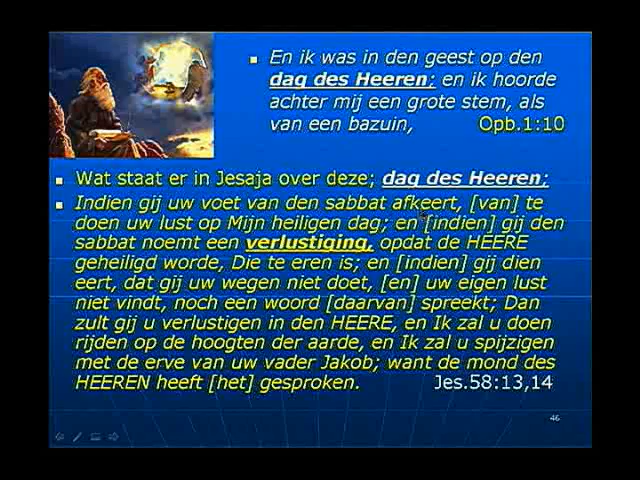 En ik was in den geest op den
dag des Heeren; en ik hoorde
achter mij een grote stem, als
van een bazuin, Opb.1:10
Wat staat er in Jesaja over deze; dag des Heeren;
Indien gij uw voet van den sabbat afkeert, [van] te
doen uw lust op Mijn heiligen dag; en [indien] gij den
sabbat noemt een verlustiging, opdat de HEERE
geheiligd worde, Die te eren is; en [indien] gij dien
eert, dat gij uw wegen niet doet, [en] uw eigen lust
niet vindt, noch een woord [daarvan] spreekt; Dan
zult gij u verlustigen in den HEERE, en Ik zal u doen
rijden op de hoogten der aarde, en Ik zal u spijzigen
met de erve van uw vader Jakob; want de mond des
HEEREN heeft [het] gesproken. Jes.58:13,14
46